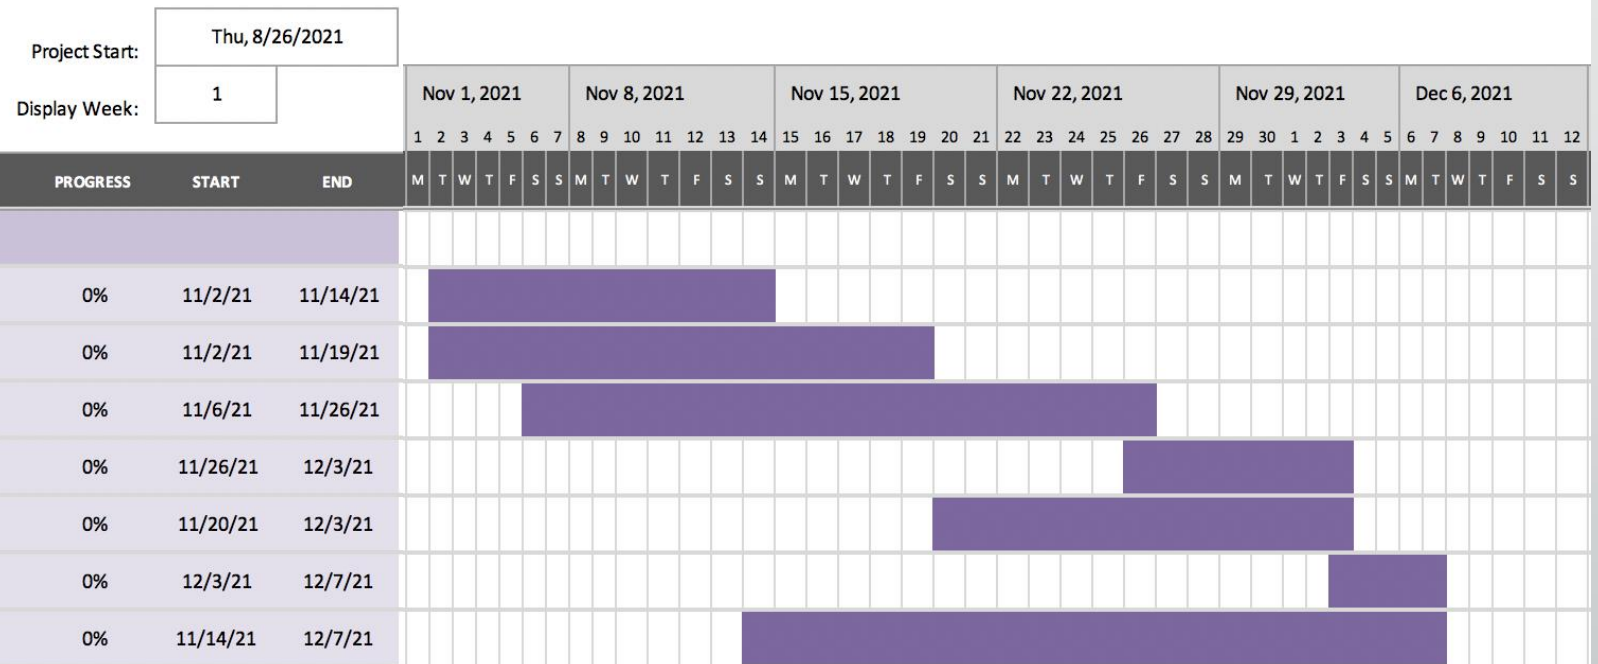 Project Start: Thu, 8/26/2021
Display Week: 1
Nov 1, 2021 Nov 8, 2021 Nov 15, 2021 Nov 22, 2021 Nov 29, 2021 Dec 6, 2021
1 2 3 4 5 6 7 8 9 10 11 12 13 14 15 16 17 18 19 20 21 22 23 24 25 26 27 28 29 30 1 2 3 4 5 6 7 8 9 10 11 12
PROGRESS START END M T W T F S S M T W T F S S M T W T F S S M T W T F S S M T W T F S S M T W T F S S
0% 11/2/21 11/14/21
0% 11/2/21 11/19/21
0% 11/6/21 11/26/21
0% 11/26/21 12/3/21
0% 11/20/21 12/3/21
0% 12/3/21 12/7/21
0% 11/14/21 12/7/21